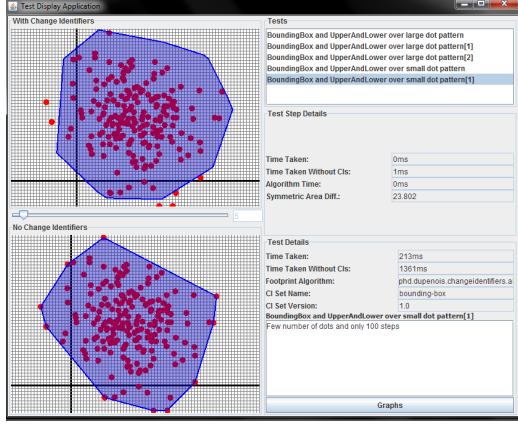 Test Display Application
With Change Identifiers
Tests
BoundingBox and UpperAndLower over large dot pattern
BoundingBox and UpperAndLower over large dot pattern[1]
BoundingBox and UpperAndLower over large dot pattern[2]
BoundingBox and UpperAndLower over small dot pattern
BoundingBox and UpperAndLower over small dot pattern[1]
Test Step Details
Time Taken: 0ms
Time Taken Without CIs: 1ms
Algorithm Time: 0ms
Symmetric Area Diff.: 23.802
No Change Identifiers
Test Details
Time Taken: 213ms
Time Taken Without CIs: 1361ms
Footprint Algorithm: phd.dupenois.changeidentifiers.a
CI Set Name: bounding-box
CI Set Version: 1.0
BoundingBox and UpperAndLower over small dot pattern[1]
Few number of dots and only 100 steps
Graphs